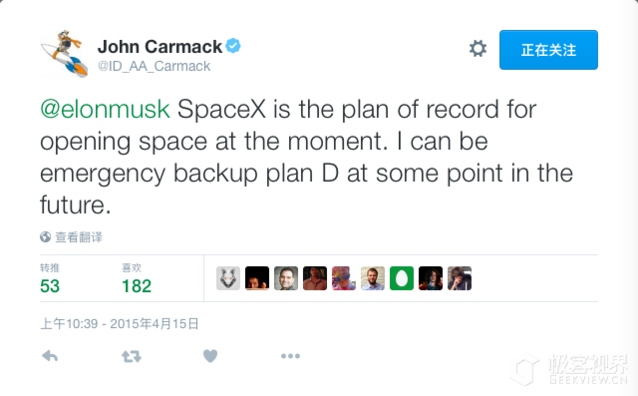 John Carmack
@ID_AA_Carmack
正在关注
@elonmusk SpaceX is the plan of record for
opening space at the moment. I can be
emergency backup plan D at some point in the
future.
查看翻译
转推
53
喜欢
182
上午10:39 - 2015年4月15日
极客视界
GEEKVIEW.CN